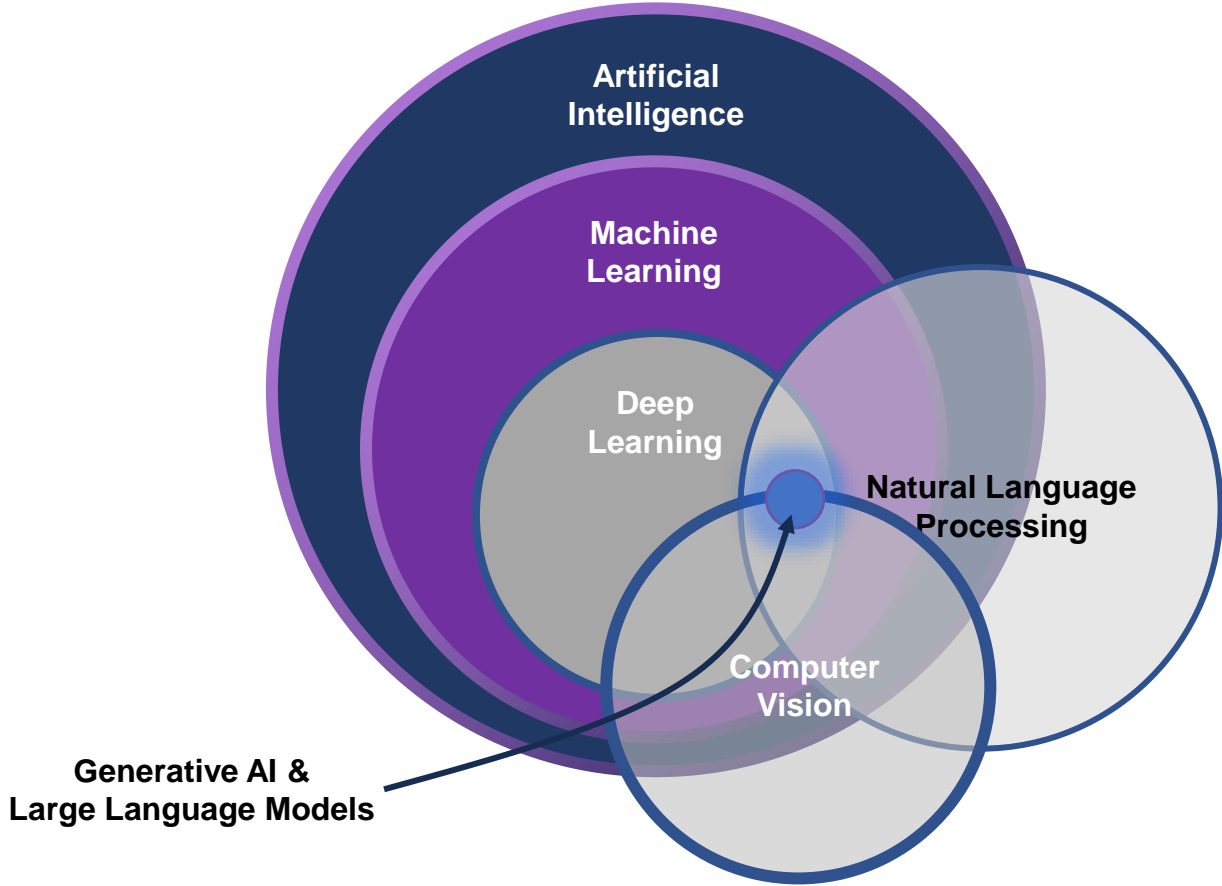 Artificial
Intelligence
Machine
Learning
Deep
Learning
Natural Language
Processing
Computer
Vision
Generative AI &
Large Language Models